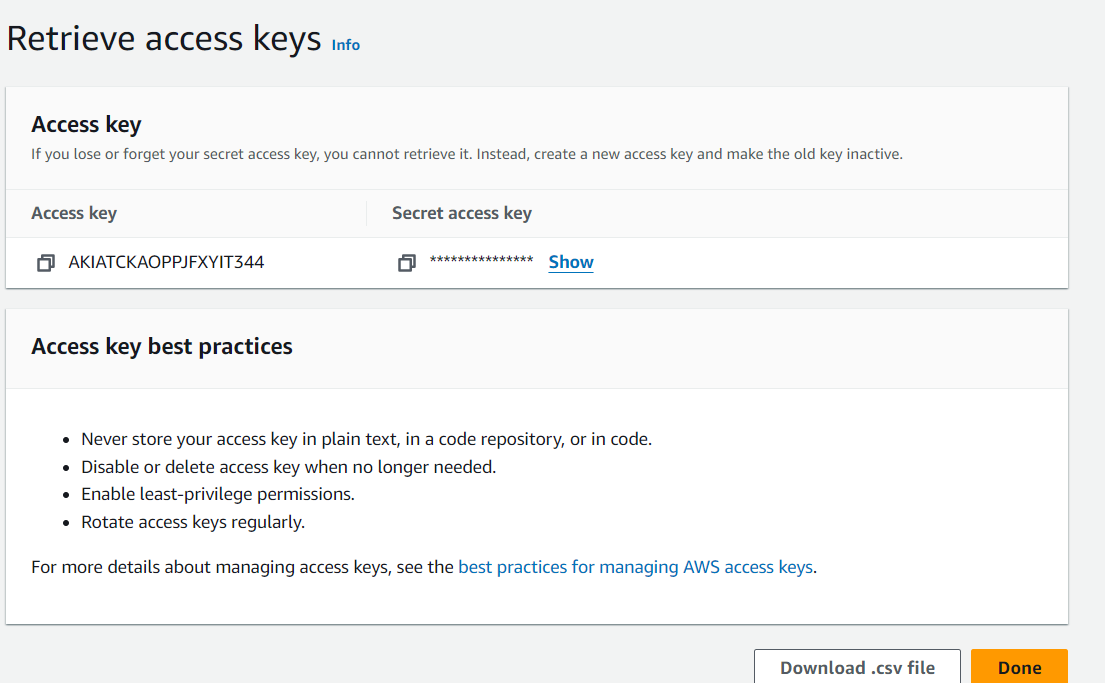 Retrieve access keys Info
Access key
If you lose or forget your secret access key, you cannot retrieve it. Instead, create a new access key and make the old key inactive.
Access key Secret access key
AKIATCKAOPPJFXYIT344 *************** Show
Access key best practices
• Never store your access key in plain text, in a code repository, or in code.
• Disable or delete access key when no longer needed.
• Enable least-privilege permissions.
• Rotate access keys regularly.
For more details about managing access keys, see the best practices for managing AWS access keys.
Download .csv file Done